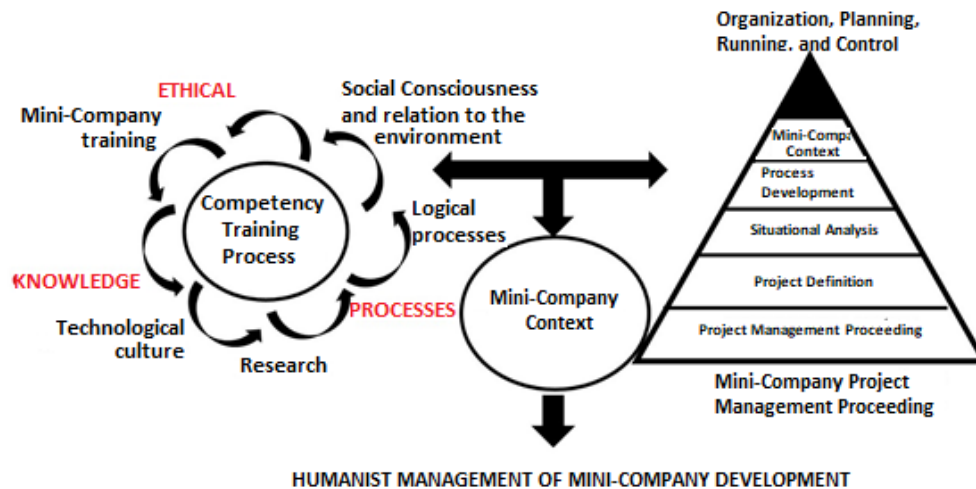 Organization, Planning,
Running, and Control
ETHICAL
Mini-Company
training
Social Consciousness
and relation to the
environment
Competency
Training
Process
Logical
processes
KNOWLEDGE
PROCESSES
Technological
culture
Research
Mini-Company
Context
Mini-Comp
Context
Process
Development
Situational Analysis
Project Definition
Project Management Proceeding
Mini-Company Project
Management Proceeding
HUMANIST MANAGEMENT OF MINI-COMPANY DEVELOPMENT